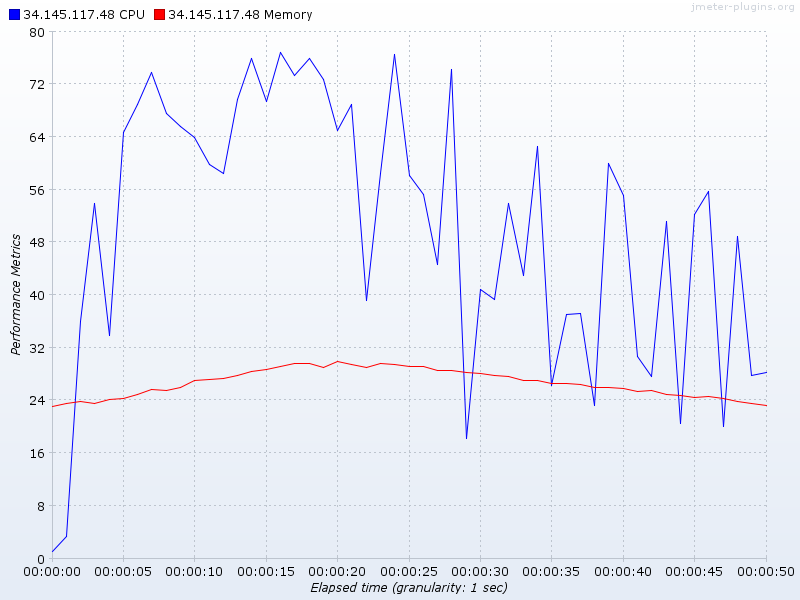 jmeter-plugins.org
34.145.117.48 CPU 34.145.117.48 Memory
80
72
64
56
48
40
32
24
16
8
0
Performance Metrics
00:00:00 00:00:05 00:00:10 00:00:15 00:00:20 00:00:25 00:00:30 00:00:35 00:00:40 00:00:45 00:00:50
Elapsed time (granularity: 1 sec)